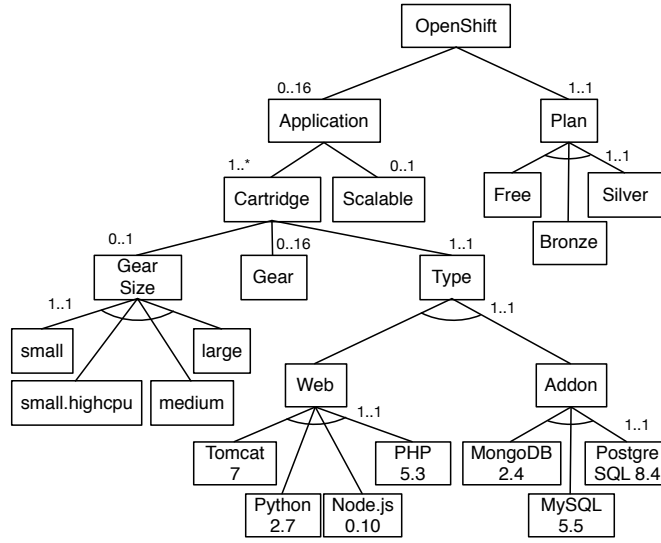 OpenShift
0..16
1..1
Application
Plan
1..*
0..1
1..1
Cartridge
Scalable
Free
Silver
Bronze
0..1
0..16
1..1
Gear
Size
Gear
Type
1..1
1..1
small
large
small.highcpu
medium
Web
Addon
1..1
1..1
Tomcat
7
PHP
5.3
MongoDB
2.4
Postgre
SQL 8.4
Python
2.7
Node.js
0.10
MySQL
5.5